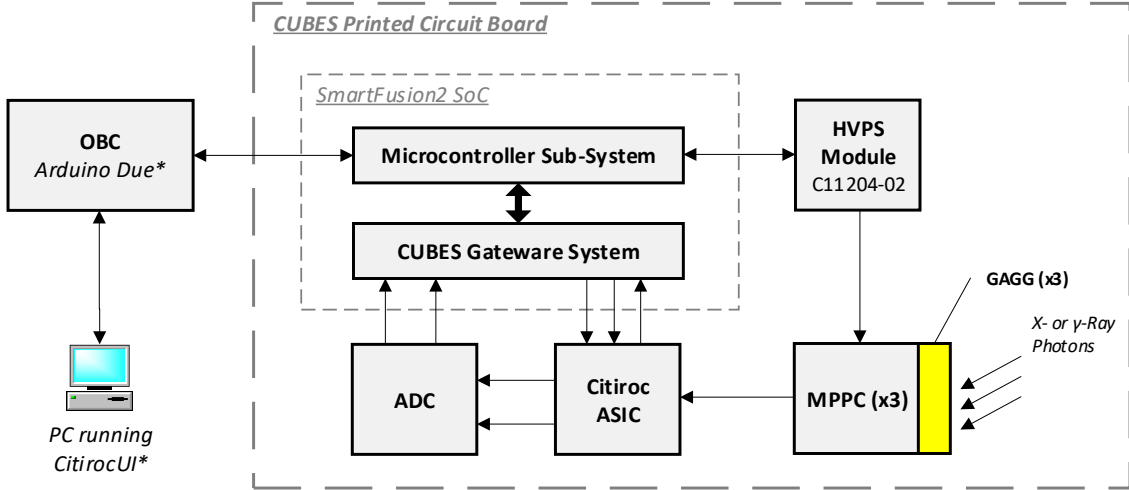 CUBES Printed Circuit Board
SmartFusion2 SoC
OBC
Arduino Due*
Microcontroller Sub-System
HVPS
Module
C11204-02
CUBES Gateware System
GAGG (x3)
X- or γ-Ray
Photons
ADC
Citiroc
ASIC
MPPC (x3)
PC running
CitirocUI*